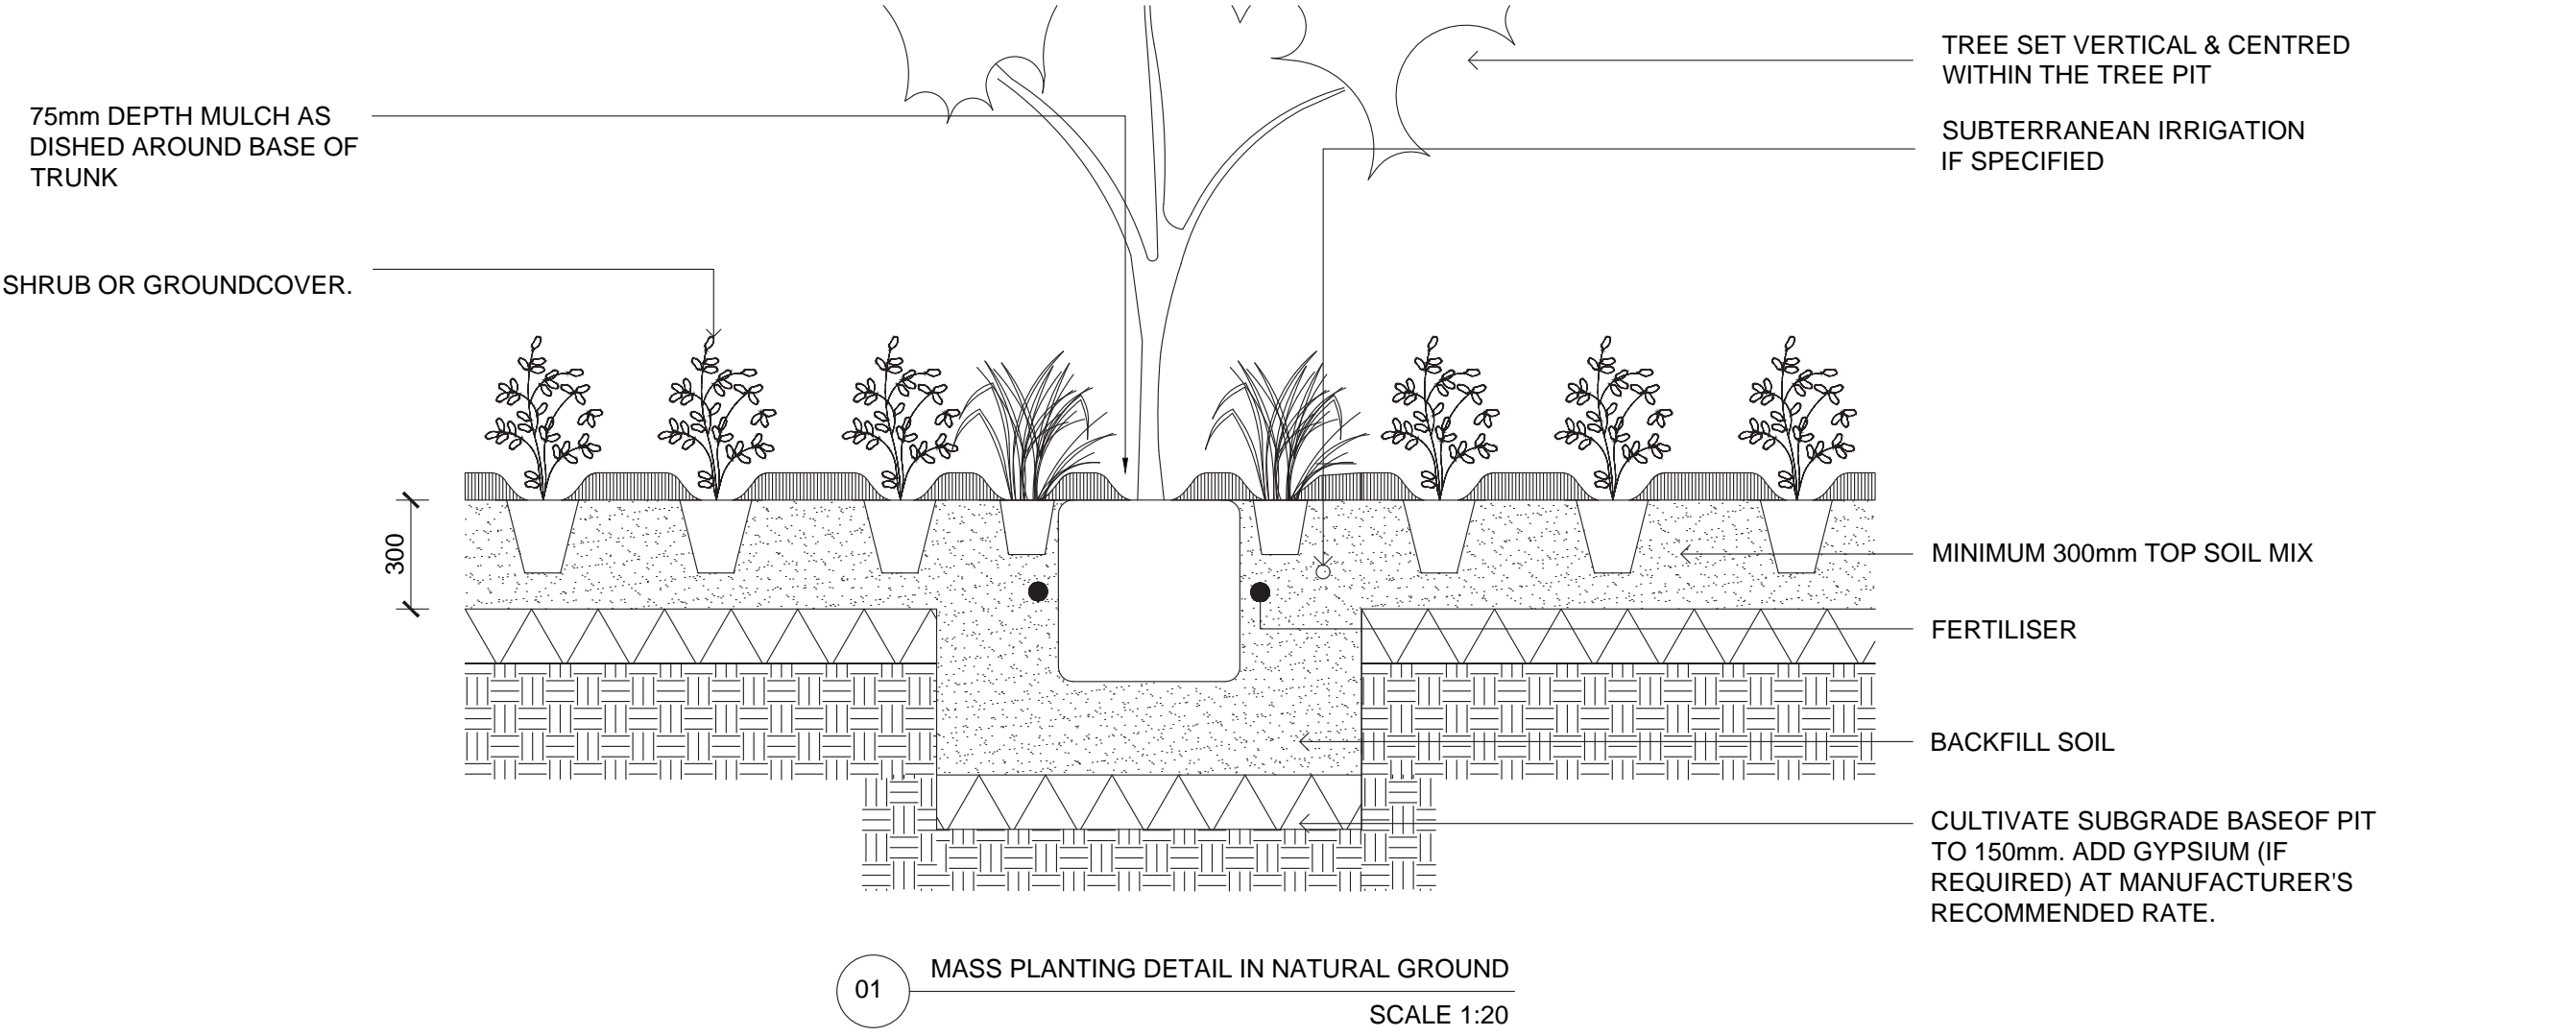 75mm DEPTH MULCH AS
DISHED AROUND BASE OF
TRUNK
SHRUB OR GROUNDCOVER.
300
TREE SET VERTICAL & CENTRED
WITHIN THE TREE PIT
SUBTERRANEAN IRRIGATION
IF SPECIFIED
MINIMUM 300mm TOP SOIL MIX
FERTILISER
BACKFILL SOIL
CULTIVATE SUBGRADE BASEOF PIT
TO 150mm. ADD GYPSIUM (IF
REQUIRED) AT MANUFACTURER'S
RECOMMENDED RATE.
01
MASS PLANTING DETAIL IN NATURAL GROUND
SCALE 1:20